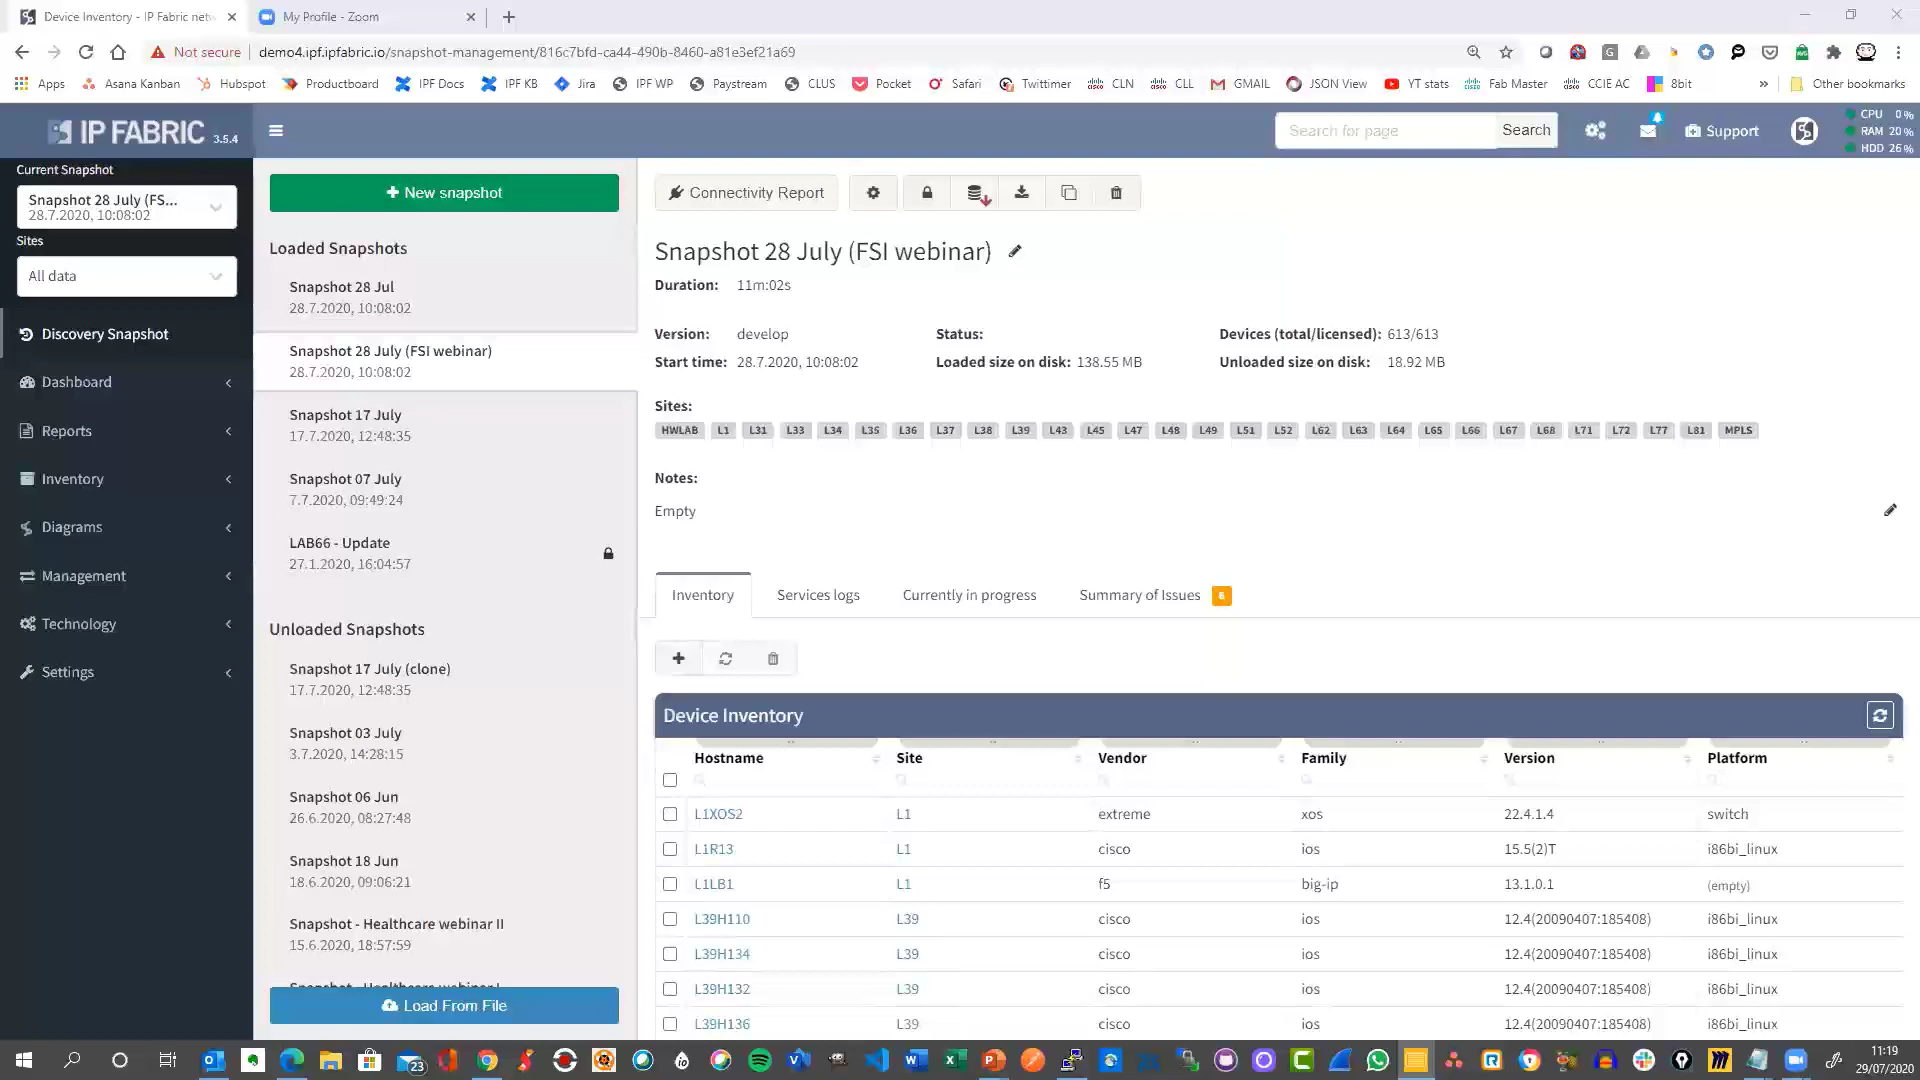 Device Inventory - IP Fabric netw
My Profile - Zoom
Not secure
demo4.ipf.ipfabric.io/snapshot-management/816c7bfd-ca44-490b-8460-a81e3ef21a69
Apps
Asana Kanban
Hubspot
Productboard
IPF Docs
IPF KB
Jira
IPF WP
Paystream
CLUS
Pocket
Safari
Twittimer
CLN
CLL
GMAIL
JSON View
YT stats
Fab Master
CCIE AC
8bit
»
Other bookmarks
IP FABRIC 3.5.4
Search for page
Search
Support
CPU 0 %
RAM 20 %
HDD 26 %
Current Snapshot
Snapshot 28 July (FS...
28.7.2020, 10:08:02
Sites
All data
Discovery Snapshot
Dashboard
Reports
Inventory
Diagrams
Management
Technology
Settings
New snapshot
Loaded Snapshots
Snapshot 28 Jul
28.7.2020, 10:08:02
Snapshot 28 July (FSI webinar)
28.7.2020, 10:08:02
Snapshot 17 July
17.7.2020, 12:48:35
Snapshot 07 July
7.7.2020, 09:49:24
LAB66 - Update
27.1.2020, 16:04:57
Unloaded Snapshots
Snapshot 17 July (clone)
17.7.2020, 12:48:35
Snapshot 03 July
3.7.2020, 14:28:15
Snapshot 06 Jun
26.6.2020, 08:27:48
Snapshot 18 Jun
18.6.2020, 09:06:21
Snapshot - Healthcare webinar II
15.6.2020, 18:57:59
Snapshot - Healthcare webinar I
Load From File
Connectivity Report
Snapshot 28 July (FSI webinar)
Duration: 11m:02s
Version: develop
Status:
Devices (total/licensed): 613/613
Start time: 28.7.2020, 10:08:02
Loaded size on disk: 138.55 MB
Unloaded size on disk: 18.92 MB
Sites:
HWLAB L1 L31 L33 L34 L35 L36 L37 L38 L39 L43 L45 L47 L48 L49 L51 L52 L62 L63 L64 L65 L66 L67 L68 L71 L72 L77 L81 MPLS
Notes:
Empty
Inventory
Services logs
Currently in progress
Summary of Issues
Device Inventory
Hostname Site Vendor Family Version Platform
L1XOS2 L1 extreme xos 22.4.1.4 switch
L1R13 L1 cisco ios 15.5(2)T i86bi_linux
L1LB1 L1 f5 big-ip 13.1.0.1 (empty)
L39H110 L39 cisco ios 12.4(20090407:185408) i86bi_linux
L39H134 L39 cisco ios 12.4(20090407:185408) i86bi_linux
L39H132 L39 cisco ios 12.4(20090407:185408) i86bi_linux
L39H136 L39 cisco ios 12.4(20090407:185408) i86bi_linux
23
11:19
29/07/2020